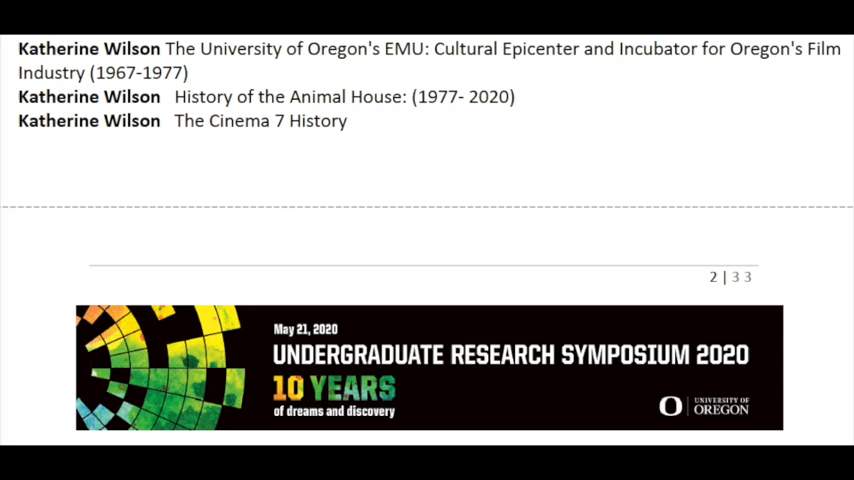 Katherine Wilson The University of Oregon's EMU: Cultural Epicenter and Incubator for Oregon's Film
Industry (1967-1977)
Katherine Wilson History of the Animal House: (1977- 2020)
Katherine Wilson The Cinema 7 History
2 | 3 3
May 21, 2020
UNDERGRADUATE RESEARCH SYMPOSIUM 2020
10 YEARS
of dreams and discovery
O UNIVERSITY OF
OREGON